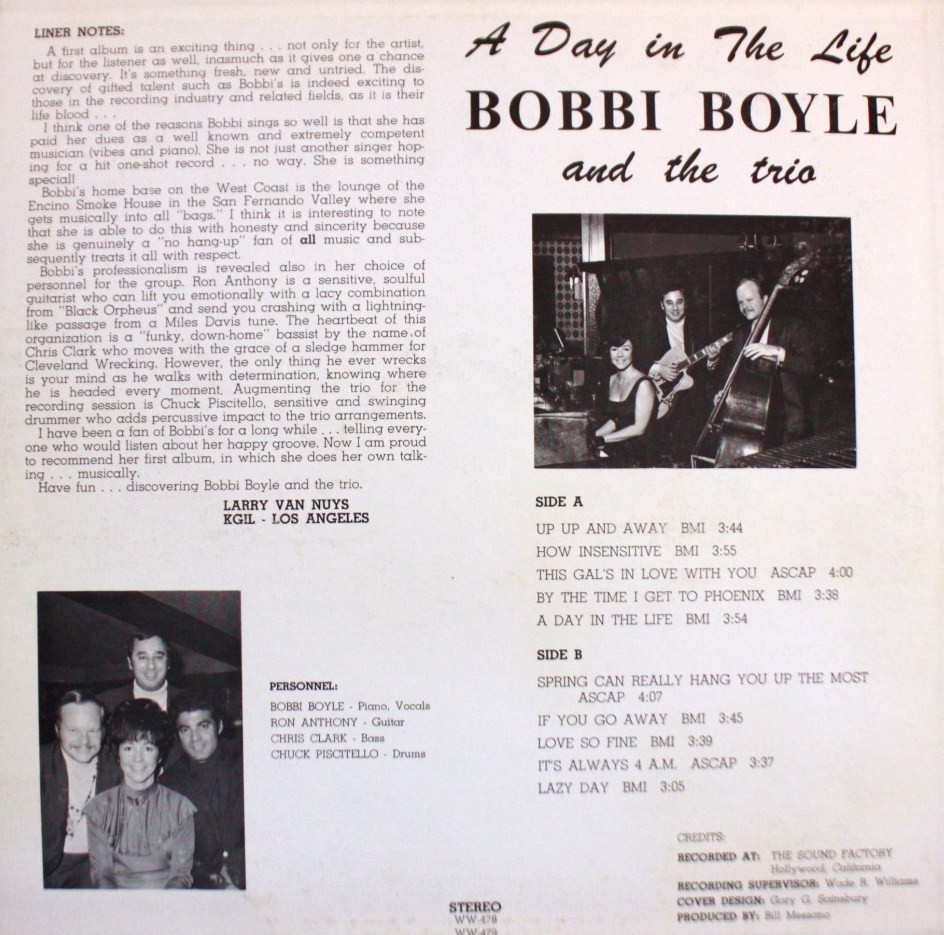 LINER NOTES:
A first album is an exciting thing . . . not only for the artist,
but for the listener as well, inasmuch as it gives one a chance
at discovery. It's something fresh, new and untried. The dis-
covery of gifted talent such as Bobbi's is indeed exciting to
those in the recording industry and related fields, as it is their
life blood . . .
I think one of the reasons Bobbi sings so well is that she has
paid her dues as a well known and extremely competent
musician (vibes and piano). She is not just another singer hop-
ing for a hit one-shot record . . . no way. She is something
special!
Bobbi's home base on the West Coast is the lounge of the
Encino Smoke House in the San Fernando Valley where she
gets musically into all "bags." I think it is interesting to note
that she is able to do this with honesty and sincerity because
she is genuinely a "no hang-up" fan of all music and sub-
sequently treats it all with respect.
Bobbi's professionalism is revealed also in her choice of
personnel for the group. Ron Anthony is a sensitive, soulful
guitarist who can lift you emotionally with a lacy combination
from "Black Orpheus" and send you crashing with a lightning-
like passage from a Miles Davis tune. The heartbeat of this
organization is a "funky, down-home" bassist by the name of
Chris Clark who moves with the grace of a sledge hammer for
Cleveland Wrecking. However, the only thing he ever wrecks
is your mind as he walks with determination, knowing where
he is headed every moment. Augmenting the trio for the
recording session is Chuck Piscitello, sensitive and swinging
drummer who adds percussive impact to the trio arrangements.
I have been a fan of Bobbi's for a long while . . . telling every-
one who would listen about her happy groove. Now I am proud
to recommend her first album, in which she does her own talk-
ing . . . musically.
Have fun . . . discovering Bobbi Boyle and the trio.
LARRY VAN NUYS
KGIL - LOS ANGELES
PERSONNEL:
BOBBI BOYLE - Piano, Vocals
RON ANTHONY - Guitar
CHRIS CLARK - Bass
CHUCK PISCITELLO - Drums
A Day in The Life
BOBBI BOYLE
and the trio
SIDE A
UP UP AND AWAY BMI 3:44
HOW INSENSITIVE BMI 3:55
THIS GAL'S IN LOVE WITH YOU ASCAP 4:00
BY THE TIME I GET TO PHOENIX BMI 3:38
A DAY IN THE LIFE BMI 3:54
SIDE B
SPRING CAN REALLY HANG YOU UP THE MOST
ASCAP 4:07
IF YOU GO AWAY BMI 3:45
LOVE SO FINE BMI 3:39
IT'S ALWAYS 4 A.M. ASCAP 3:37
LAZY DAY BMI 3:05
CREDITS:
RECORDED AT: THE SOUND FACTORY
Hollywood, California
RECORDING SUPERVISOR: Wade B. Williams
COVER DESIGN: Gary G. Sainsbury
PRODUCED BY: Bill Messano
STEREO
WW-478
WW-479